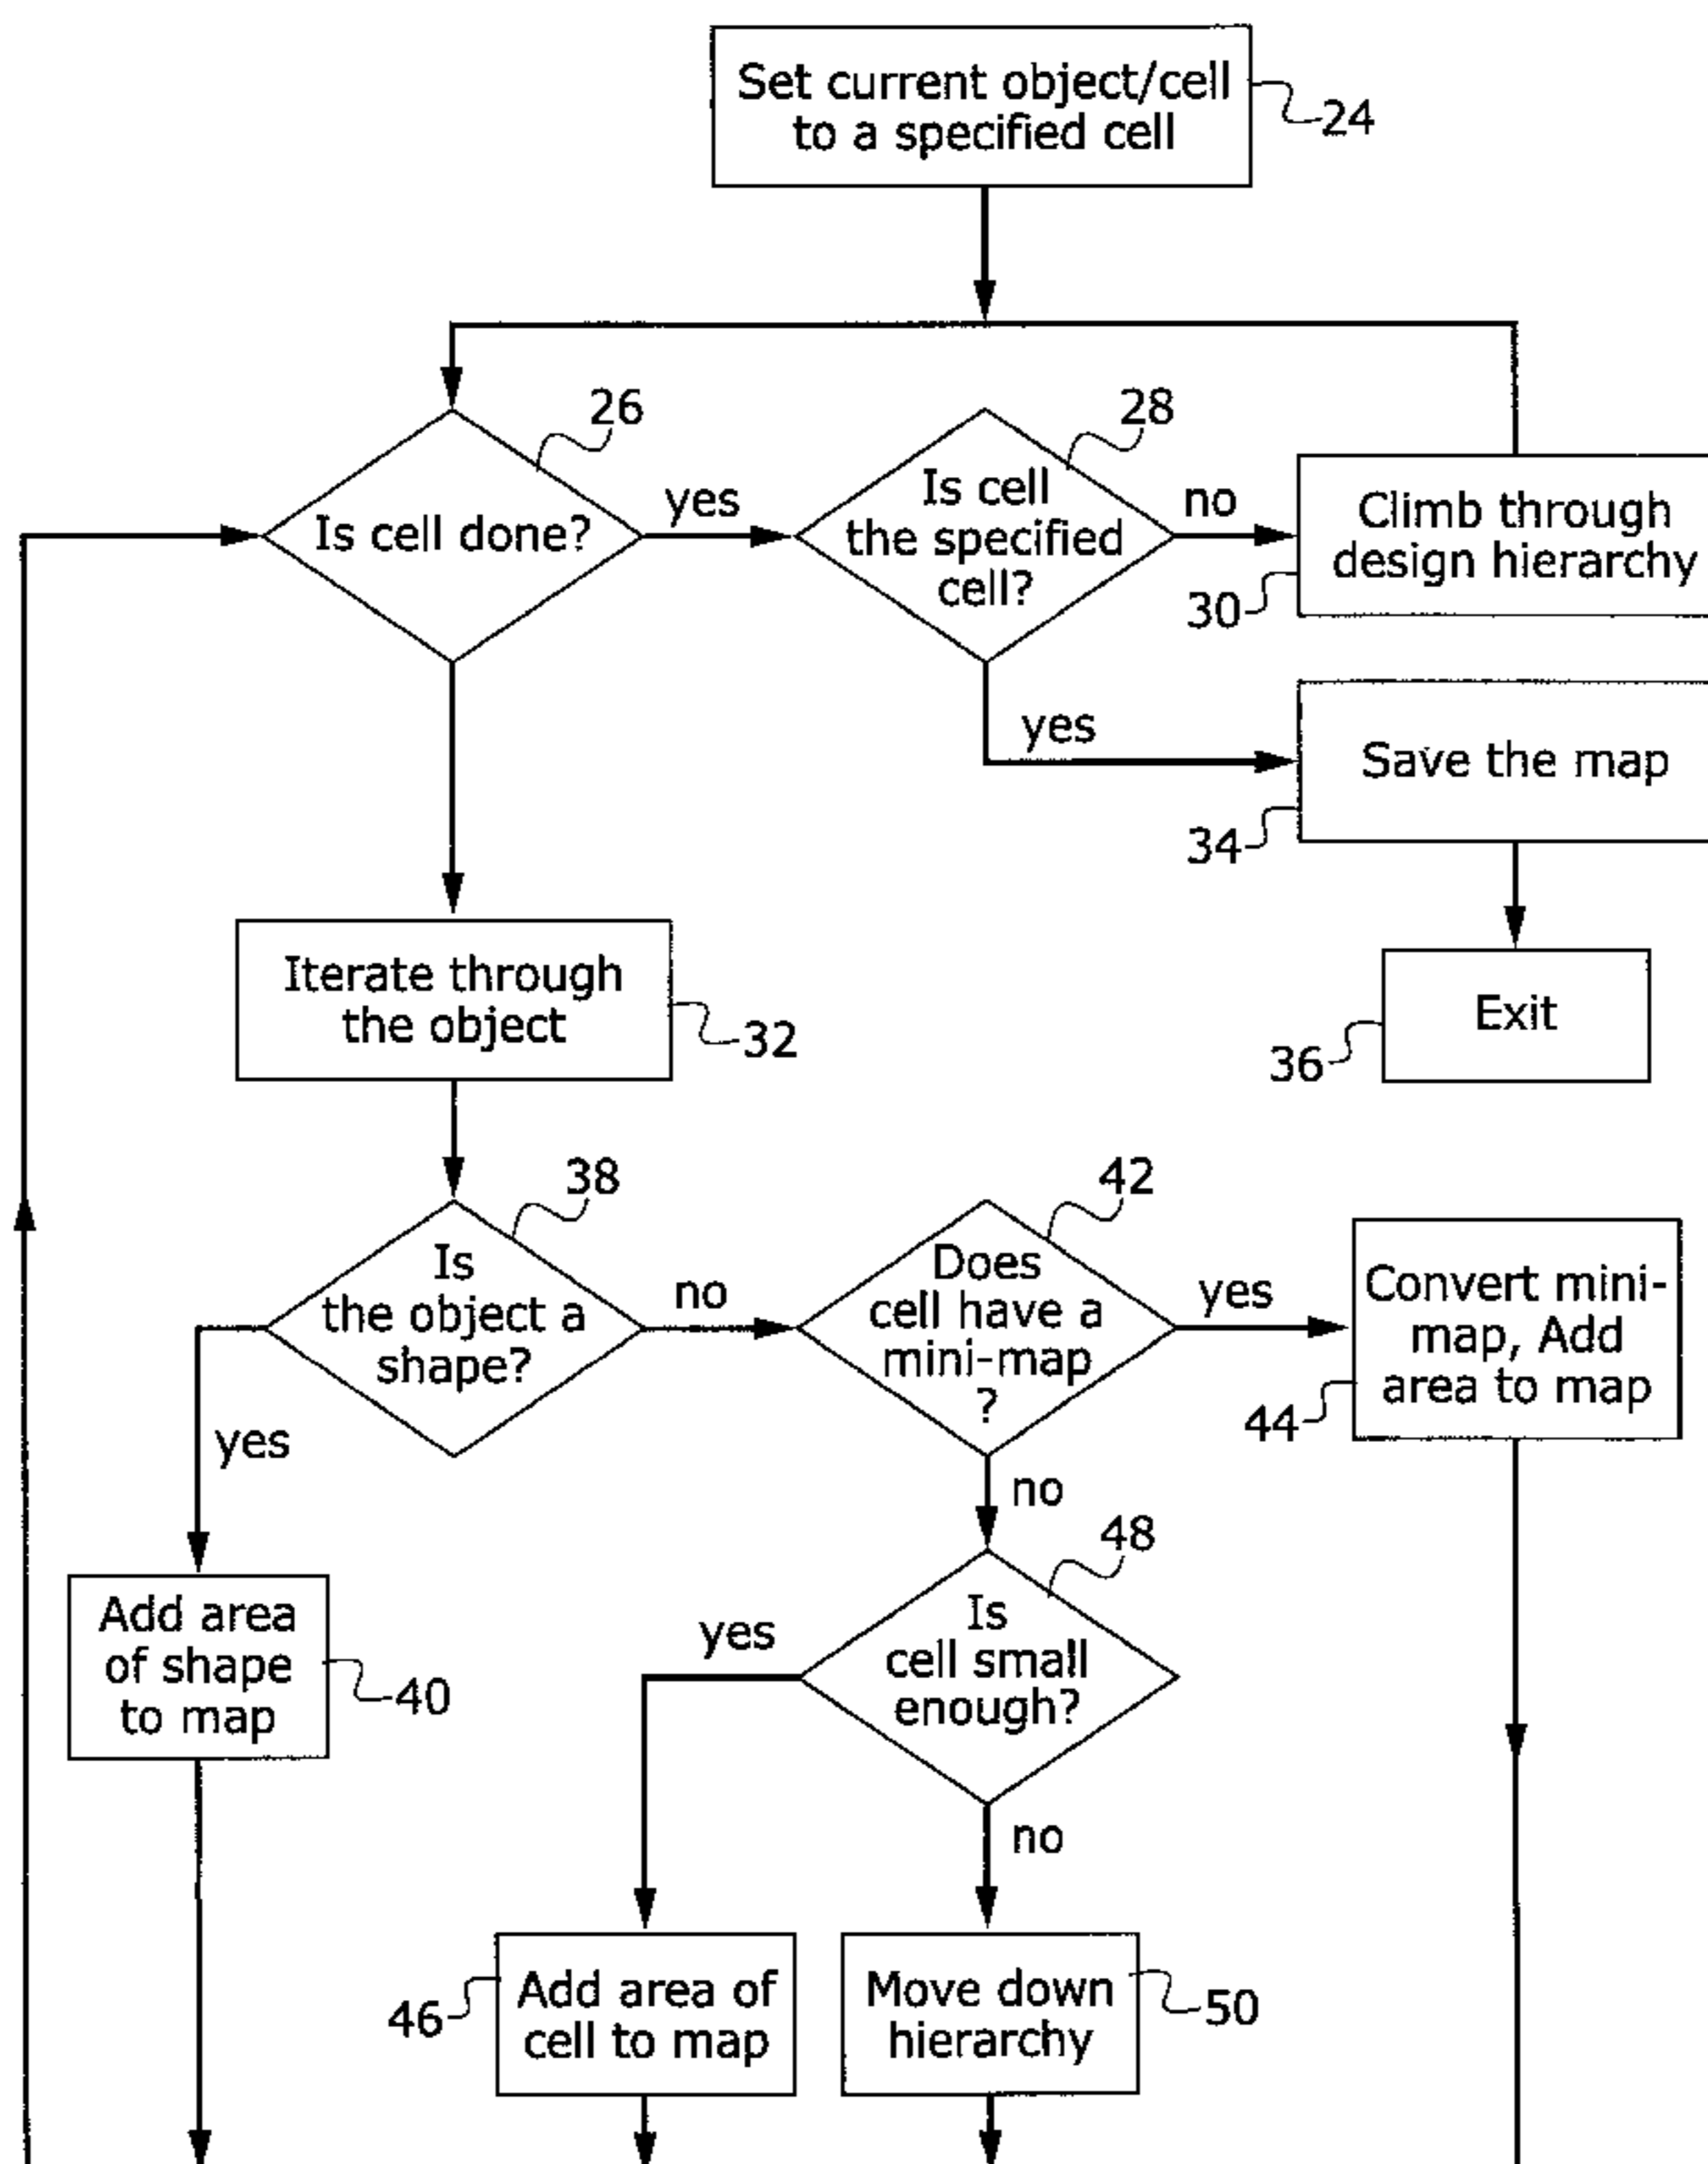 Set current object/cell
to a specified cell
24
26
28
Is cell done?
yes
Is cell
the specified
cell?
no
Climb through
design hierarchy
30
yes
Save the map
34
Iterate through
the object
32
Exit
36
38
42
Is
the object a
shape?
no
Does
cell have a
mini-map
?
yes
Convert mini-
map, Add
area to map
44
yes
no
48
Add area
of shape
to map
40
yes
Is
cell small
enough?
no
46
Add area of
cell to map
Move down
hierarchy
50